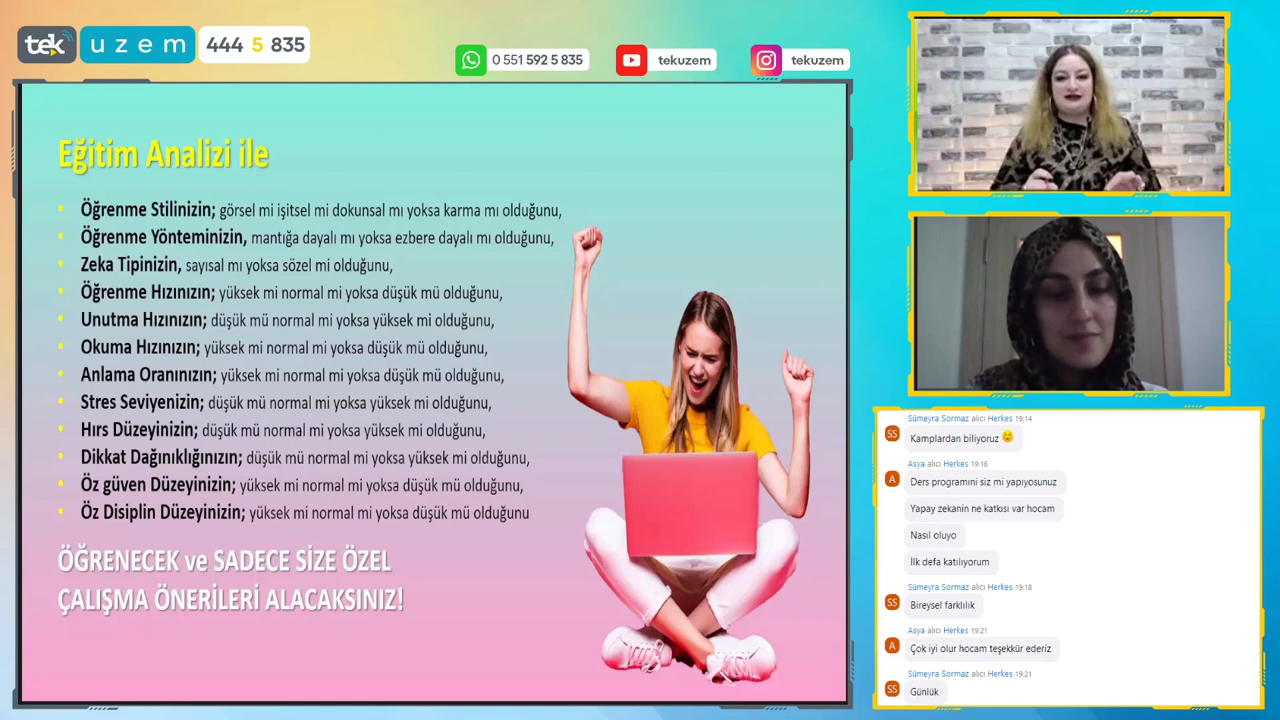 tek uzem 444 5 835
0 551 592 5 835 tekuzem tekuzem
Eğitim Analizi ile
• Öğrenme Stilinizin; görsel mi işitsel mi dokunsal mı yoksa karma mı olduğunu,
• Öğrenme Yönteminizin, mantığa dayalı mı yoksa ezbere dayalı mı olduğunu,
• Zeka Tipinizin, sayısal mı yoksa sözel mi olduğunu,
• Öğrenme Hızınızın; yüksek mi normal mi yoksa düşük mü olduğunu,
• Unutma Hızınızın; düşük mü normal mi yoksa yüksek mi olduğunu,
• Okuma Hızınızın; yüksek mi normal mi yoksa düşük mü olduğunu,
• Anlama Oranınızın; yüksek mi normal mi yoksa düşük mü olduğunu,
• Stres Seviyenizin; düşük mü normal mi yoksa yüksek mi olduğunu,
• Hırs Düzeyinizin; düşük mü normal mi yoksa yüksek mi olduğunu,
• Dikkat Dağınıklığınızın; düşük mü normal mi yoksa yüksek mi olduğunu,
• Öz güven Düzeyinizin; yüksek mi normal mi yoksa düşük mü olduğunu,
• Öz Disiplin Düzeyinizin; yüksek mi normal mi yoksa düşük mü olduğunu
ÖĞRENECEK ve SADECE SİZE ÖZEL
ÇALIŞMA ÖNERİLERİ ALACAKSINIZ!
Sümeyra Sormaz alıcı Herkes 19:14
SS Kamplardan biliyoruz
Asya alıcı Herkes 19:16
A Ders programıni siz mi yapıyosunuz
Yapay zekanin ne katkısı var hocam
Nasıl oluyo
İlk defa katılıyorum
Sümeyra Sormaz alıcı Herkes 19:18
SS Bireysel farklılık
Asya alıcı Herkes 19:21
A Çok iyi olur hocam teşekkür ederiz
Sümeyra Sormaz alıcı Herkes 19:21
SS Günlük